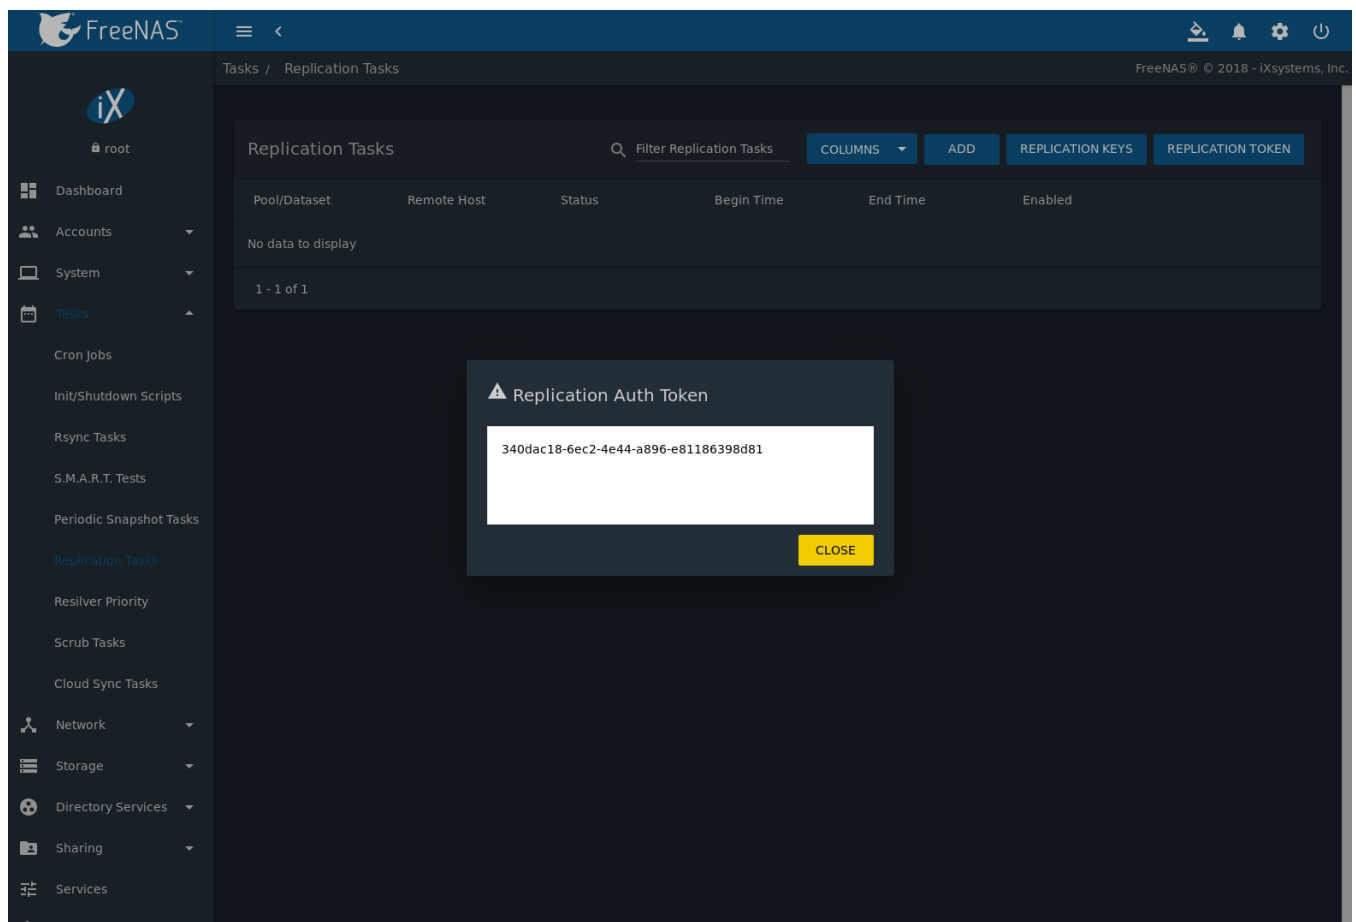 FreeNAS™
Tasks / Replication Tasks
FreeNAS® © 2018 - iXsystems, Inc.
iX
root
Dashboard
Accounts
System
Tasks
Cron Jobs
Init/Shutdown Scripts
Rsync Tasks
S.M.A.R.T. Tests
Periodic Snapshot Tasks
Replication Tasks
Resilver Priority
Scrub Tasks
Cloud Sync Tasks
Network
Storage
Directory Services
Sharing
Services
Replication Tasks
Filter Replication Tasks
COLUMNS
ADD
REPLICATION KEYS
REPLICATION TOKEN
Pool/Dataset Remote Host Status Begin Time End Time Enabled
No data to display
1 - 1 of 1
Replication Auth Token
340dac18-6ec2-4e44-a896-e81186398d81
CLOSE